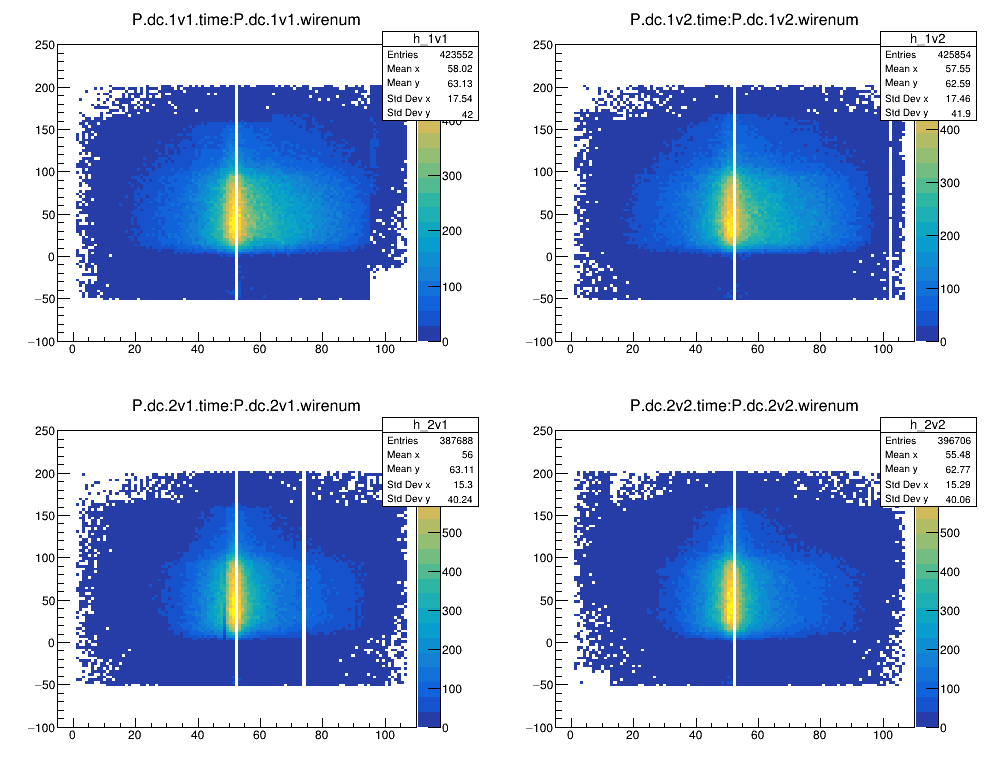 P.dc.1v1.time:P.dc.1v1.wirenum
h_1v1
Entries 423552
Mean x 58.02
Mean y 63.13
Std Dev x 17.54
Std Dev y 42
250
200
150
100
50
0
−50
−100
0 20 40 60 80 100
400
300
200
100
0
P.dc.1v2.time:P.dc.1v2.wirenum
h_1v2
Entries 425854
Mean x 57.55
Mean y 62.59
Std Dev x 17.46
Std Dev y 41.9
250
200
150
100
50
0
−50
−100
0 20 40 60 80 100
400
300
200
100
0
P.dc.2v1.time:P.dc.2v1.wirenum
h_2v1
Entries 387688
Mean x 56
Mean y 63.11
Std Dev x 15.3
Std Dev y 40.24
250
200
150
100
50
0
−50
−100
0 20 40 60 80 100
500
400
300
200
100
0
P.dc.2v2.time:P.dc.2v2.wirenum
h_2v2
Entries 396706
Mean x 55.48
Mean y 62.77
Std Dev x 15.29
Std Dev y 40.06
250
200
150
100
50
0
−50
−100
0 20 40 60 80 100
500
400
300
200
100
0